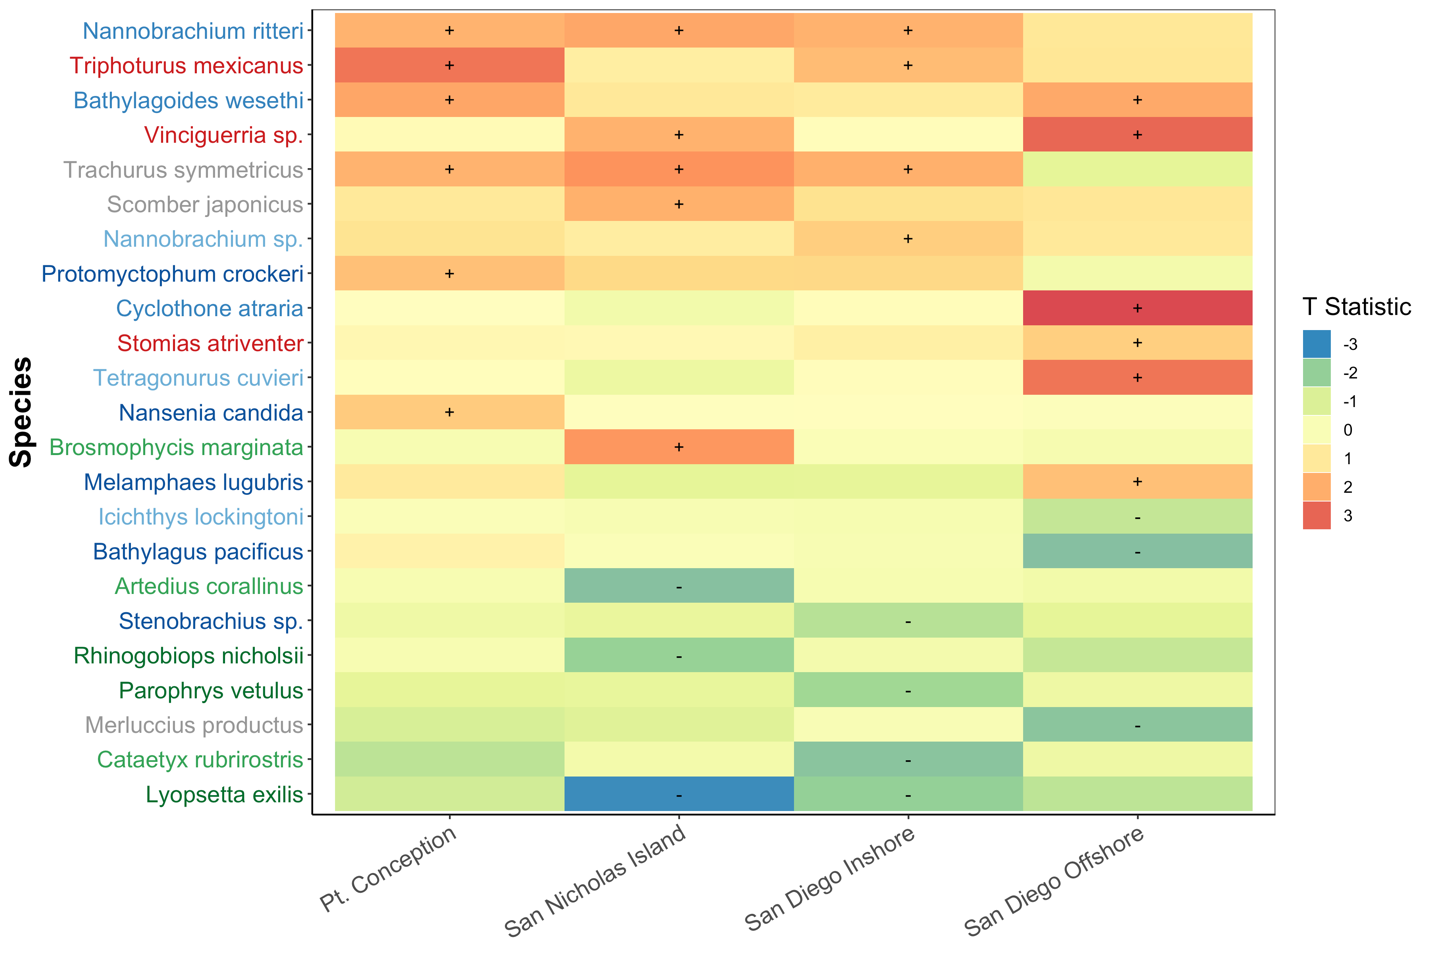 Nannobrachium ritteri + + +
Triphoturus mexicanus + +
Bathylagoides wesethi + +
Vinciguerria sp. + +
Trachurus symmetricus + + +
Scomber japonicus +
Nannobrachium sp. +
Protomyctophum crockeri +
Cyclothone atraria +
Stomias atriventer +
Tetragonurus cuvieri +
Nansenia candida +
Brosmophycis marginata +
Melamphaes lugubris +
Icichthys lockingtoni -
Bathylagus pacificus -
Artedius corallinus -
Stenobrachius sp. -
Rhinogobiops nicholsii -
Parophrys vetulus -
Merluccius productus -
Cataetyx rubrirostris -
Lyopsetta exilis - -
Species
Pt. Conception
San Nicholas Island
San Diego Inshore
San Diego Offshore
T Statistic
-3
-2
-1
0
1
2
3